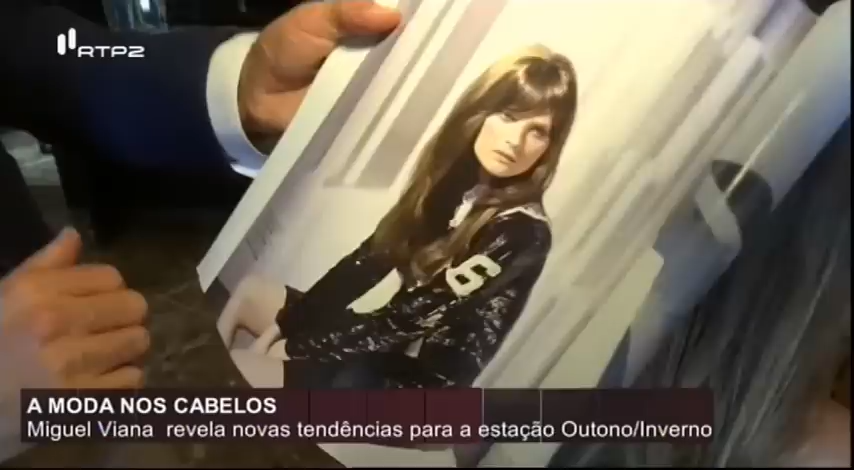 RTP2
6
A MODA NOS CABELOS
Miguel Viana revela novas tendências para a estação Outono/Inverno